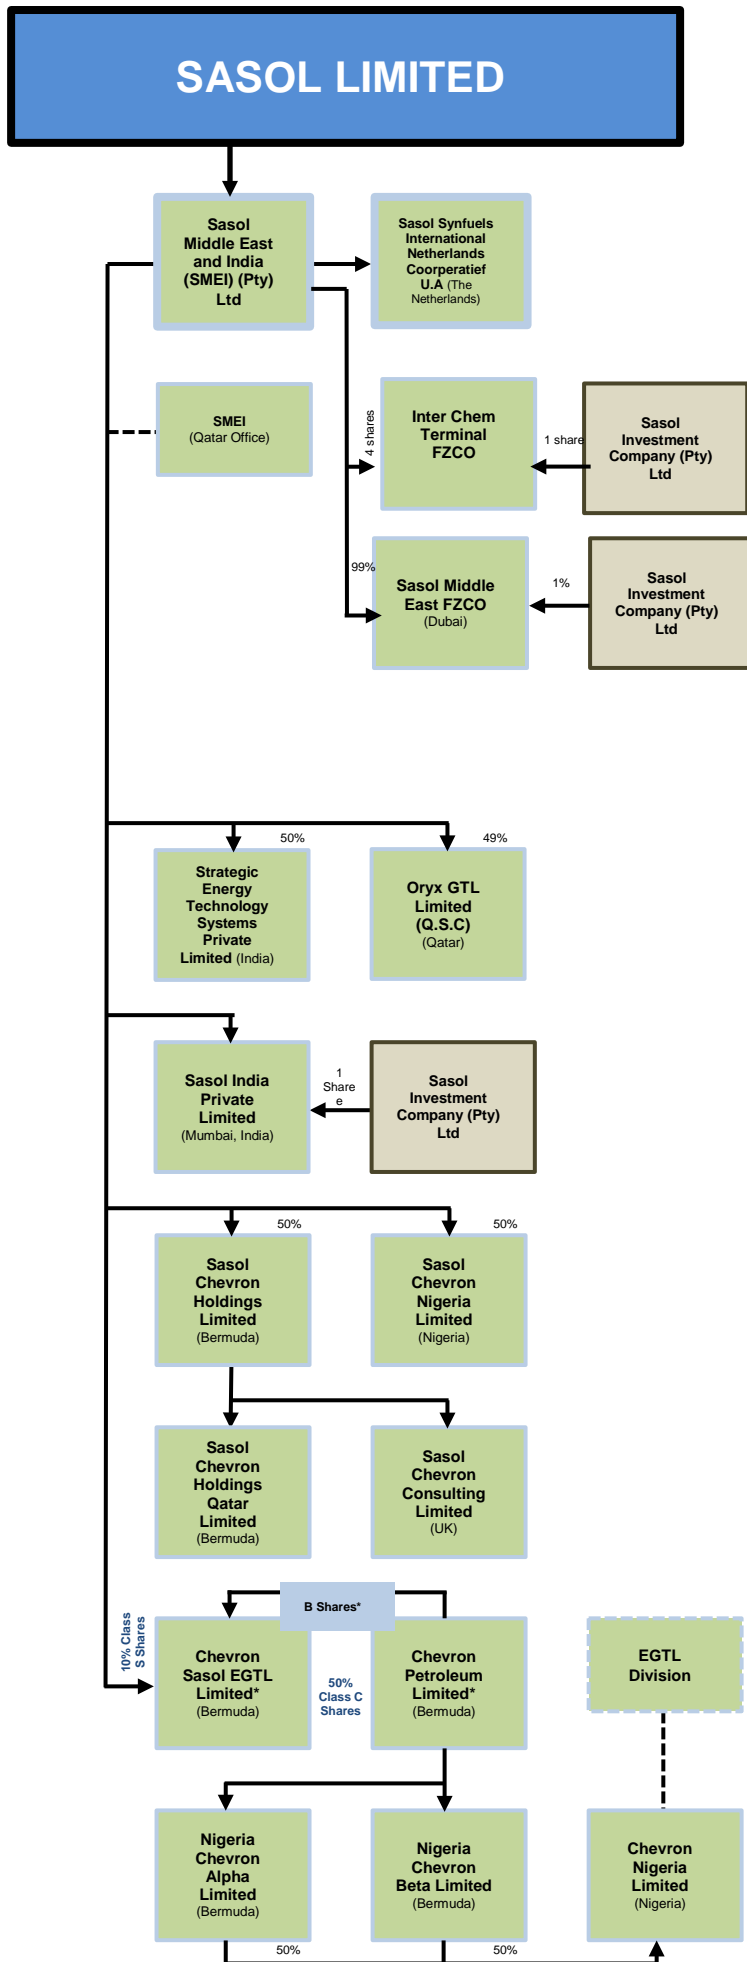 SASOL LIMITED
Sasol
Middle East
and India
(SMEI) (Pty)
Ltd
Sasol Synfuels
International
Netherlands
Coorperatief
U.A (The
Netherlands)
SMEI
(Qatar Office)
4 shares
Inter Chem
Terminal
FZCO
1 share
Sasol
Investment
Company (Pty)
Ltd
99%
Sasol Middle
East FZCO
(Dubai)
1%
Sasol
Investment
Company (Pty)
Ltd
50%
49%
Strategic
Energy
Technology
Systems
Private
Limited (India)
Oryx GTL
Limited
(Q.S.C)
(Qatar)
Sasol India
Private
Limited
(Mumbai, India)
1
Share
e
Sasol
Investment
Company (Pty)
Ltd
50%
50%
Sasol
Chevron
Holdings
Limited
(Bermuda)
Sasol
Chevron
Nigeria
Limited
(Nigeria)
Sasol
Chevron
Holdings
Qatar
Limited
(Bermuda)
Sasol
Chevron
Consulting
Limited
(UK)
B Shares*
10% Class
S Shares
Chevron
Sasol EGTL
Limited*
(Bermuda)
50%
Class C
Shares
Chevron
Petroleum
Limited*
(Bermuda)
EGTL
Division
Nigeria
Chevron
Alpha
Limited
(Bermuda)
Nigeria
Chevron
Beta Limited
(Bermuda)
Chevron
Nigeria
Limited
(Nigeria)
50%
50%